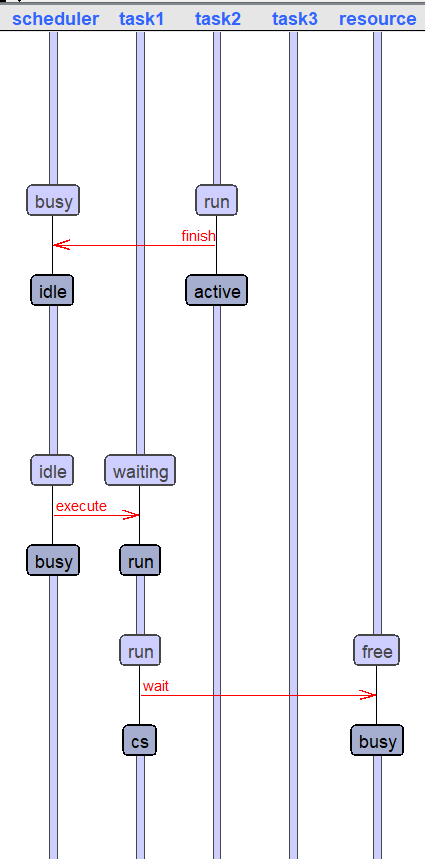 scheduler task1 task2 task3 resource
busy run
finish
idle active
idle waiting
execute
busy run
run free
wait
cs busy